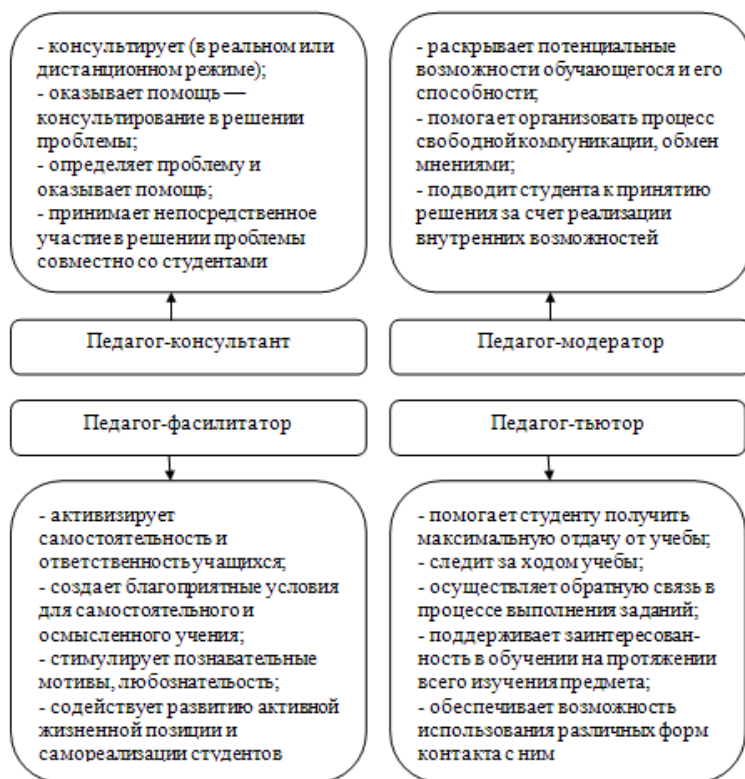 - консультирует (в реальном или
дистанционном режиме);
- оказывает помощь —
консультирование в решении
проблемы;
- определяет проблему и
оказывает помощь;
- принимает непосредственное
участие в решении проблемы
совместно со студентами
- раскрывает потенциальные
возможности обучающегося и его
способности;
- помогает организовать процесс
свободной коммуникации, обмен
мнениями;
- подводит студента к принятию
решения за счет реализации
внутренних возможностей
Педагог-консультант
Педагог-модератор
Педагог-фасилитатор
Педагог-тьютор
- активизирует
самостоятельность и
ответственность учащихся;
- создает благоприятные условия
для самостоятельного и
осмысленного учения;
- стимулирует познавательные
мотивы, любознательость;
- содействует развитию активной
жизненной позиции и
самореализации студентов
- помогает студенту получить
максимальную отдачу от учебы;
- следит за ходом учебы;
- осуществляет обратную связь в
процессе выполнения заданий;
- поддерживает заинтересован-
ность в обучении на протяжении
всего изучения предмета;
- обеспечивает возможность
использования различных форм
контакта с ним